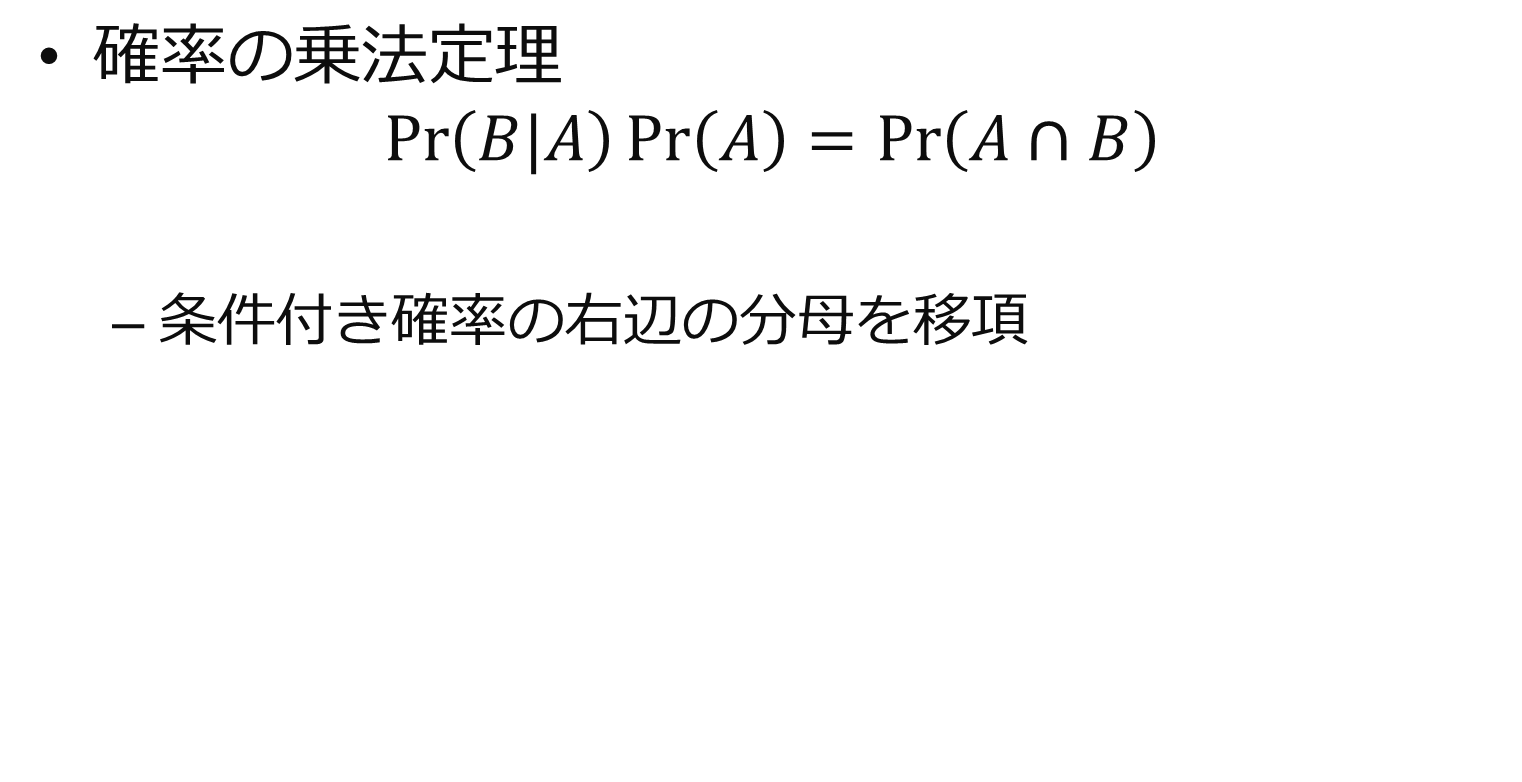 • 確率の乗法定理
Pr(B|A) Pr(A) = Pr(A ∩ B)
– 条件付き確率の右辺の分母を移項